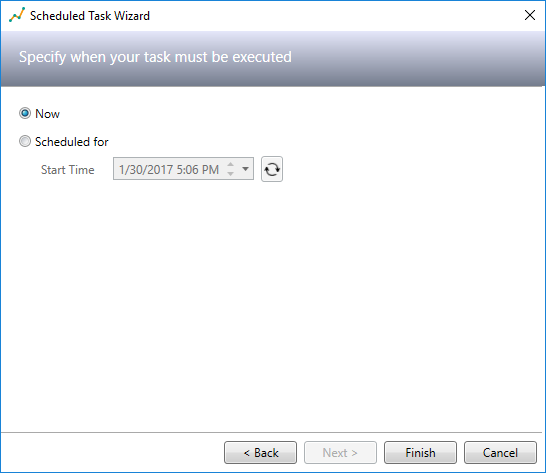 Scheduled Task Wizard
Specify when your task must be executed
Now
Scheduled for
Start Time 1/30/2017 5:06 PM
< Back Next > Finish Cancel